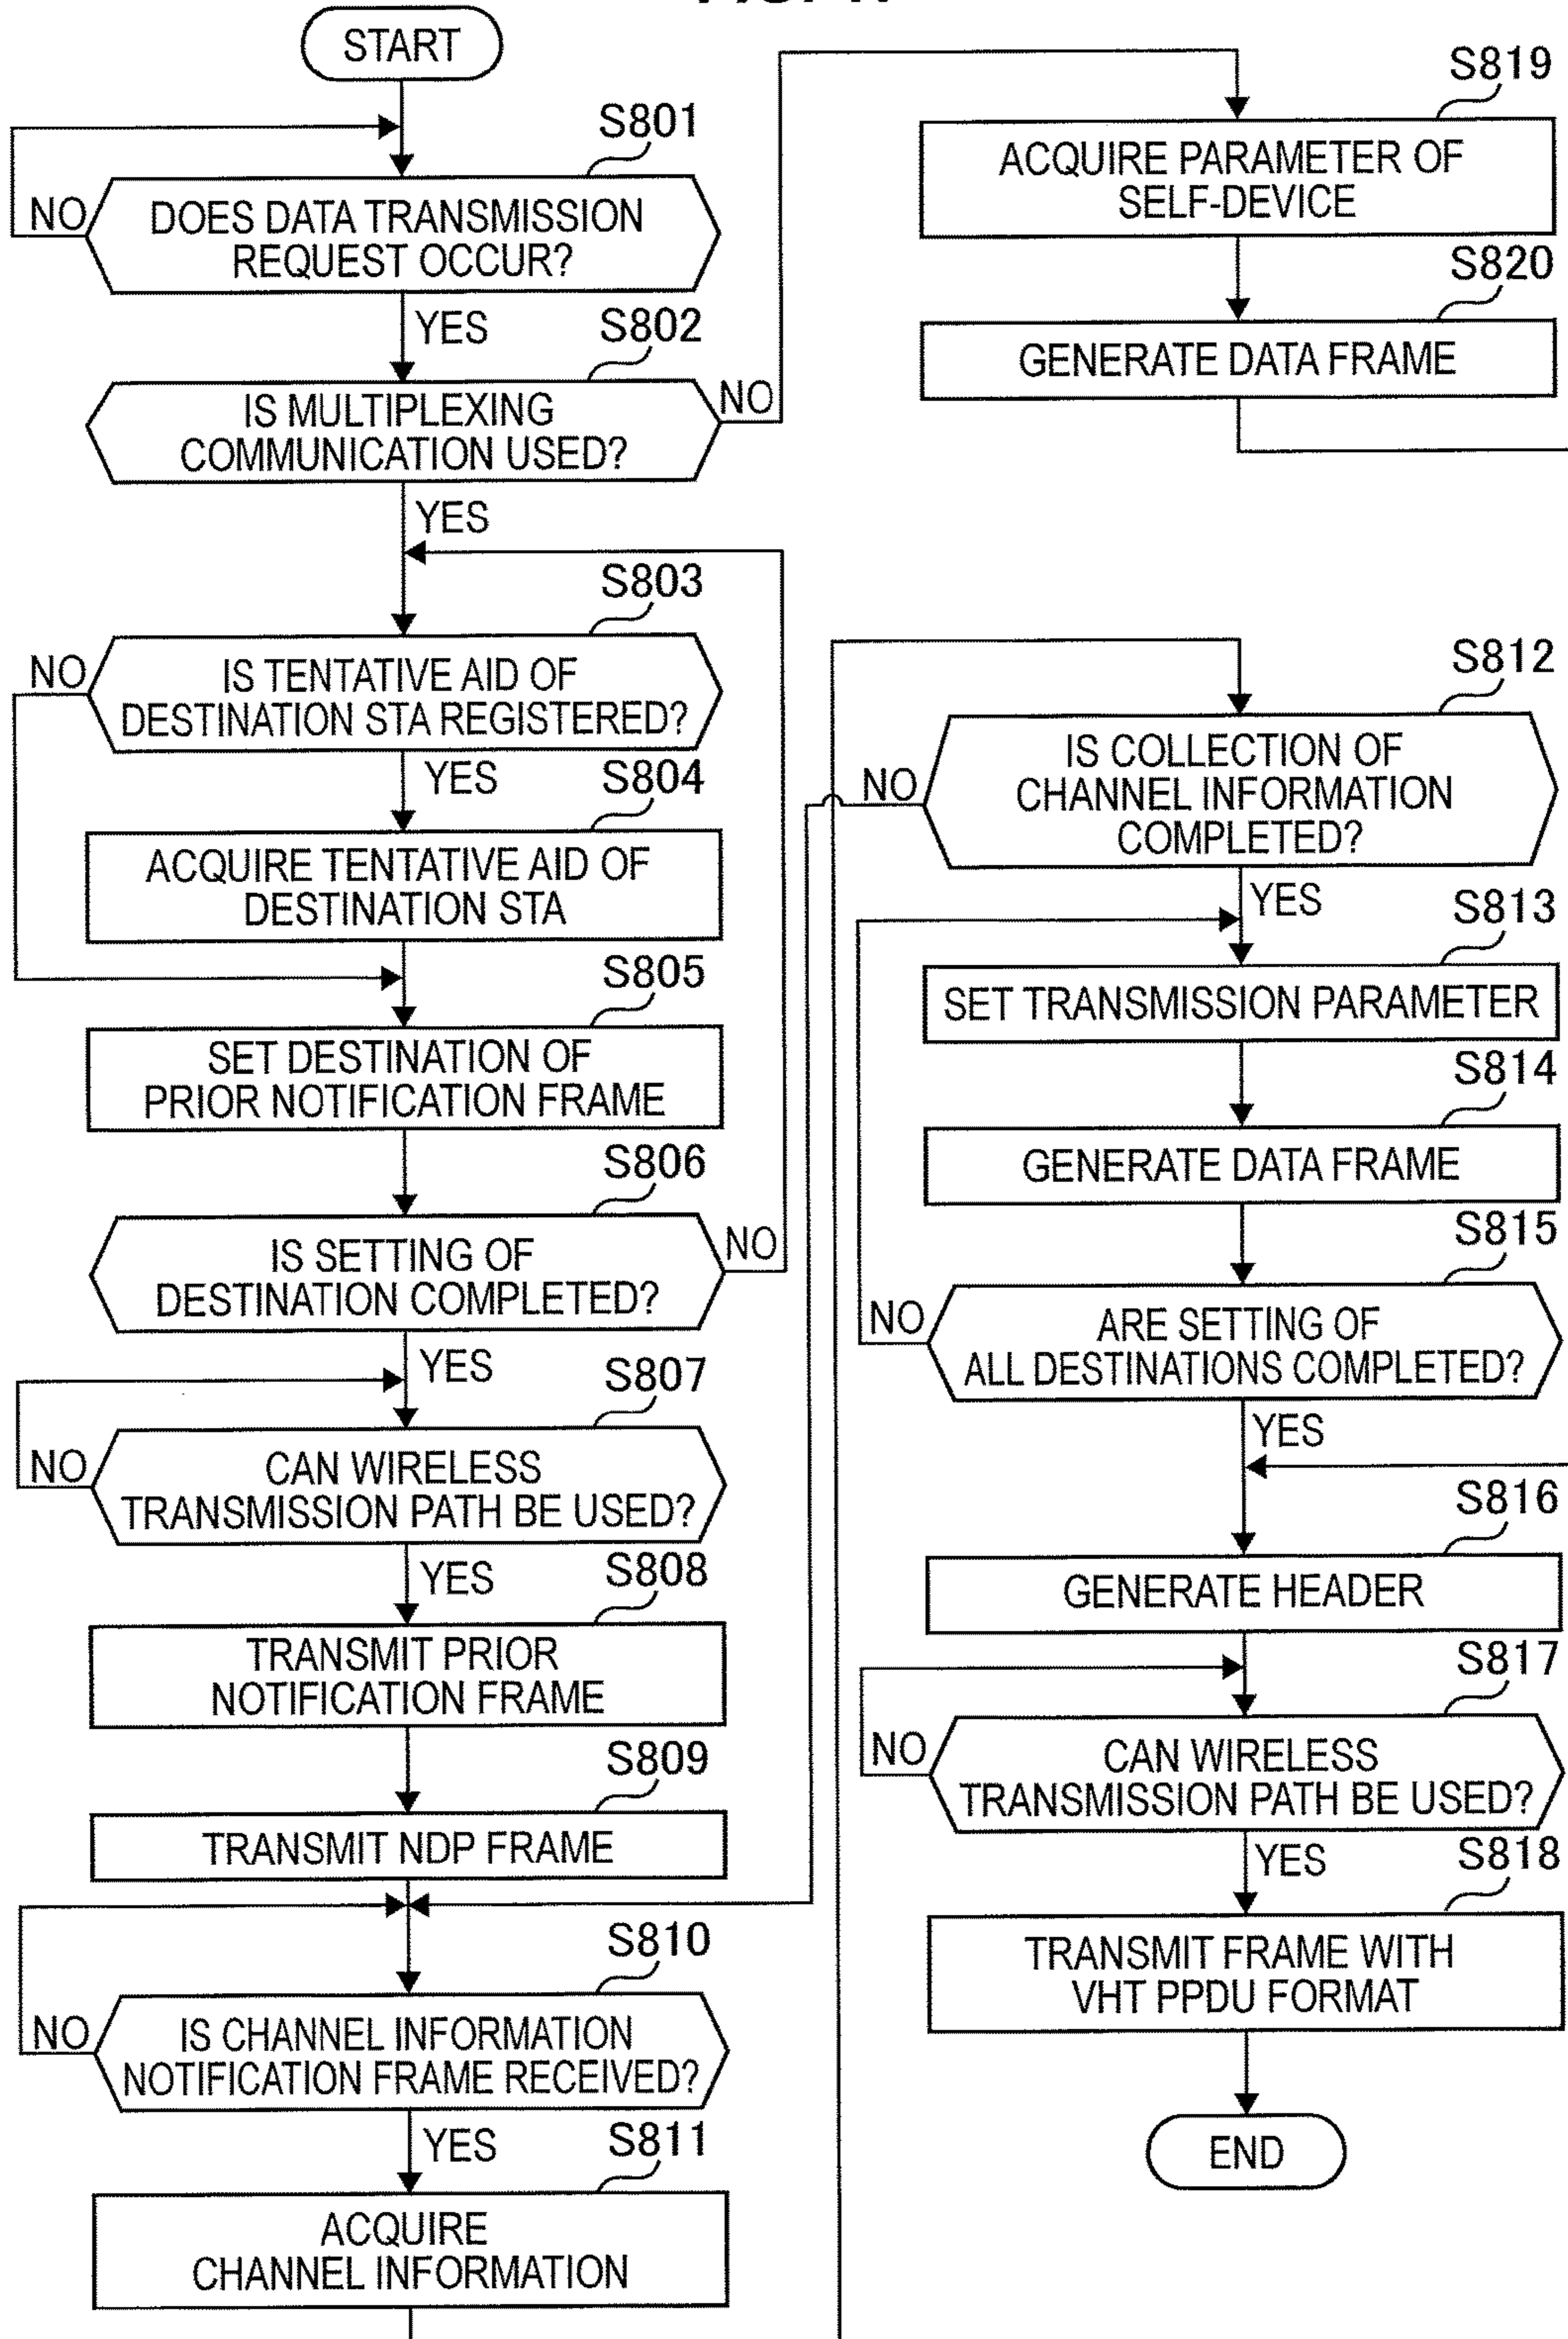 START
S801
NO
DOES DATA TRANSMISSION
REQUEST OCCUR?
YES
S802
IS MULTIPLEXING
COMMUNICATION USED?
NO
YES
S803
NO
IS TENTATIVE AID OF
DESTINATION STA REGISTERED?
YES
S804
ACQUIRE TENTATIVE AID OF
DESTINATION STA
S805
SET DESTINATION OF
PRIOR NOTIFICATION FRAME
S806
IS SETTING OF
DESTINATION COMPLETED?
NO
YES
S807
NO
CAN WIRELESS
TRANSMISSION PATH BE USED?
YES
S808
TRANSMIT PRIOR
NOTIFICATION FRAME
S809
TRANSMIT NDP FRAME
S810
NO
IS CHANNEL INFORMATION
NOTIFICATION FRAME RECEIVED?
YES
S811
ACQUIRE
CHANNEL INFORMATION
S819
ACQUIRE PARAMETER OF
SELF-DEVICE
S820
GENERATE DATA FRAME
S812
NO
IS COLLECTION OF
CHANNEL INFORMATION
COMPLETED?
YES
S813
SET TRANSMISSION PARAMETER
S814
GENERATE DATA FRAME
S815
NO
ARE SETTING OF
ALL DESTINATIONS COMPLETED?
YES
S816
GENERATE HEADER
S817
NO
CAN WIRELESS
TRANSMISSION PATH BE USED?
YES
S818
TRANSMIT FRAME WITH
VHT PPDU FORMAT
END